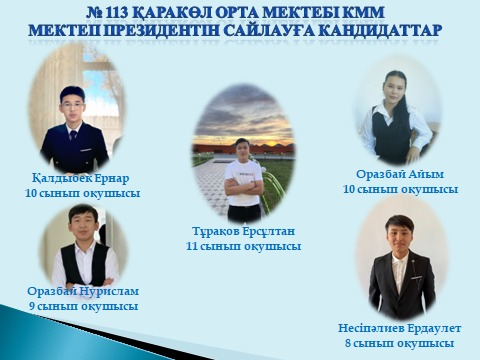 № 113 ҚАРАКӨЛ ОРТА МЕКТЕБІ КММ
МЕКТЕП ПРЕЗИДЕНТІН САЙЛАУҒА КАНДИДАТТАР
Қалдыбек Ернар
10 сынып оқушысы
Оразбай Айым
10 сынып оқушысы
Тұрақов Ерсұлтан
11 сынып оқушысы
Оразбай Нурислам
9 сынып оқушысы
Несіпәлиев Ердаулет
8 сынып оқушысы